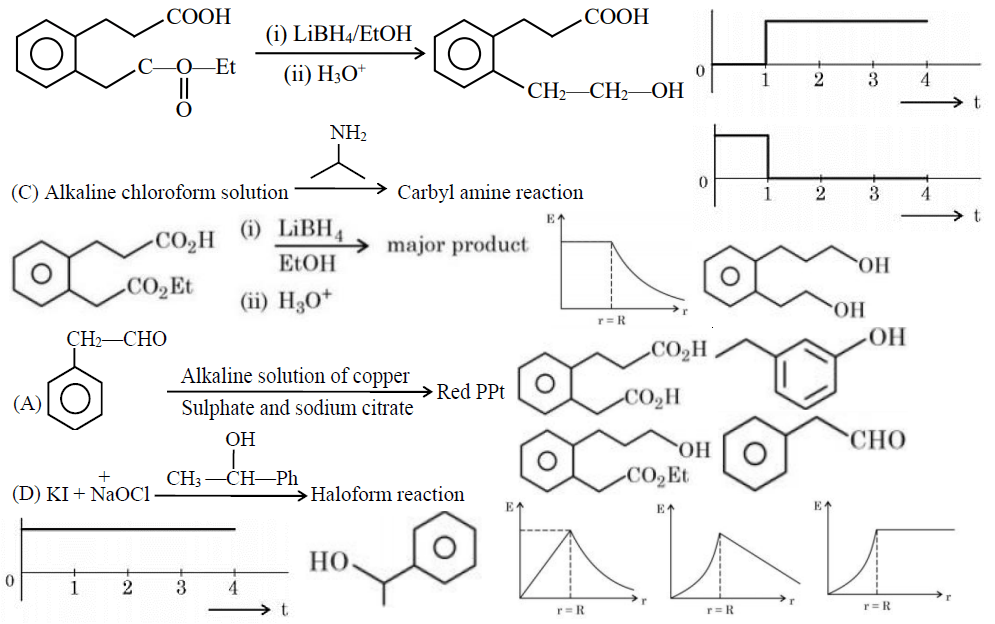 COOH
C—O—Et
O
(i) LiBH4/EtOH
(ii) H3O+
COOH
CH2—CH2—OH
0 1 2 3 4
t
NH2
(C) Alkaline chloroform solution
Carbyl amine reaction
0 1 2 3 4
t
CO2H
CO2Et
(i) LiBH4
EtOH
(ii) H3O+
major product
E
r = R
r
OH
OH
CH2—CHO
(A)
Alkaline solution of copper
Sulphate and sodium citrate
Red PPt
CO2H
CO2H
OH
OH
CO2Et
CHO
OH
CH3—CH—Ph
+
(D) KI + NaOCl
Haloform reaction
0 1 2 3 4
t
HO
E
r = R
r
E
r = R
r
E
r = R
r